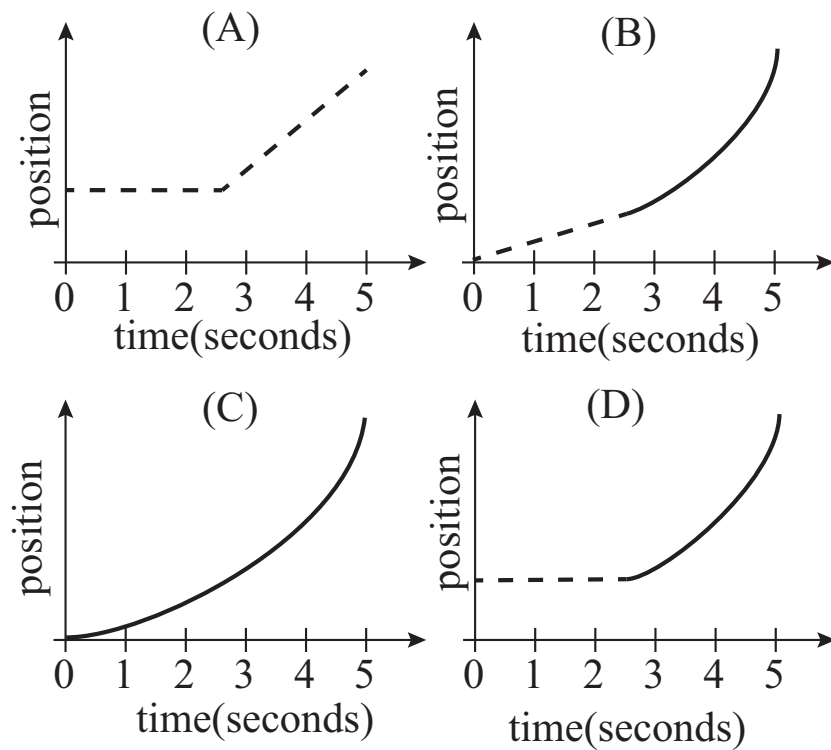 (A)
position
0 1 2 3 4 5
time(seconds)
(B)
position
0 1 2 3 4 5
time(seconds)
(C)
position
0 1 2 3 4 5
time(seconds)
(D)
position
0 1 2 3 4 5
time(seconds)